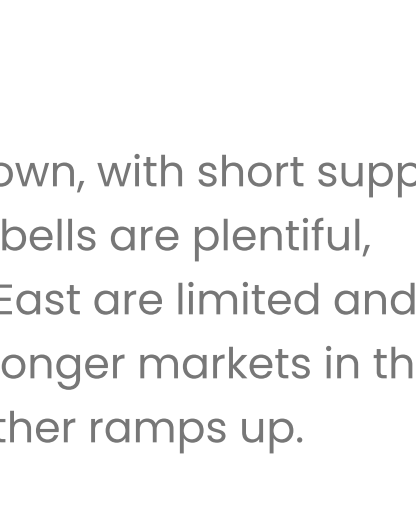 own, with short supp
bells are plentiful,
East are limited and
onger markets in th
ther ramps up.